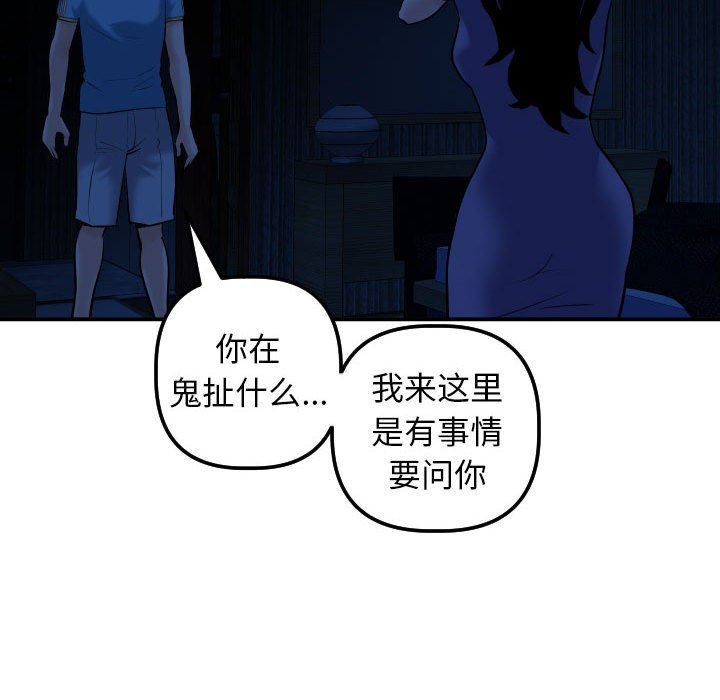 你在
鬼扯什么…
我来这里
是有事情
要问你